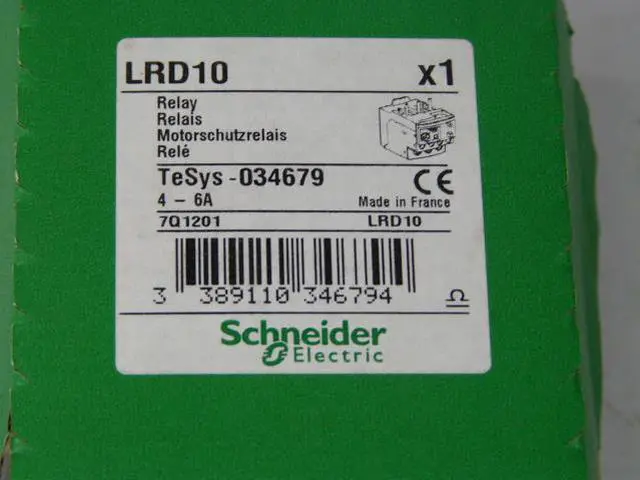 LRD10 x1
Relay
Relais
Motorschutzrelais
Relé
TeSys - 034679 CE
4 - 6A Made in France
7Q1201 LRD10
3 389110 346794
Schneider
Electric